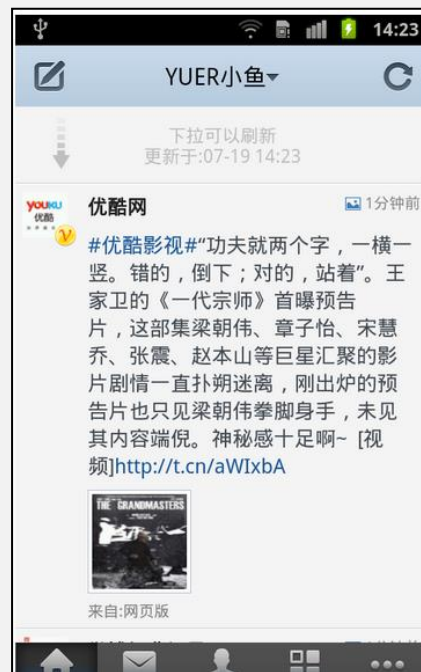 14:23
YUER小鱼
下拉可以刷新
更新于:07-19 14:23
YOUKU
优酷
优酷网
1分钟前
#优酷影视#“功夫就两个字，一横一
竖。错的，倒下；对的，站着”。王
家卫的《一代宗师》首曝预告
片，这部集梁朝伟、章子怡、宋慧
乔、张震、赵本山等巨星汇聚的影
片剧情一直扑朔迷离，刚出炉的预
告片也只见梁朝伟拳脚身手，未见
其内容端倪。神秘感十足啊~ [视
频]http://t.cn/aWIxbA
THE GRANDMASTERS
来自:网页版